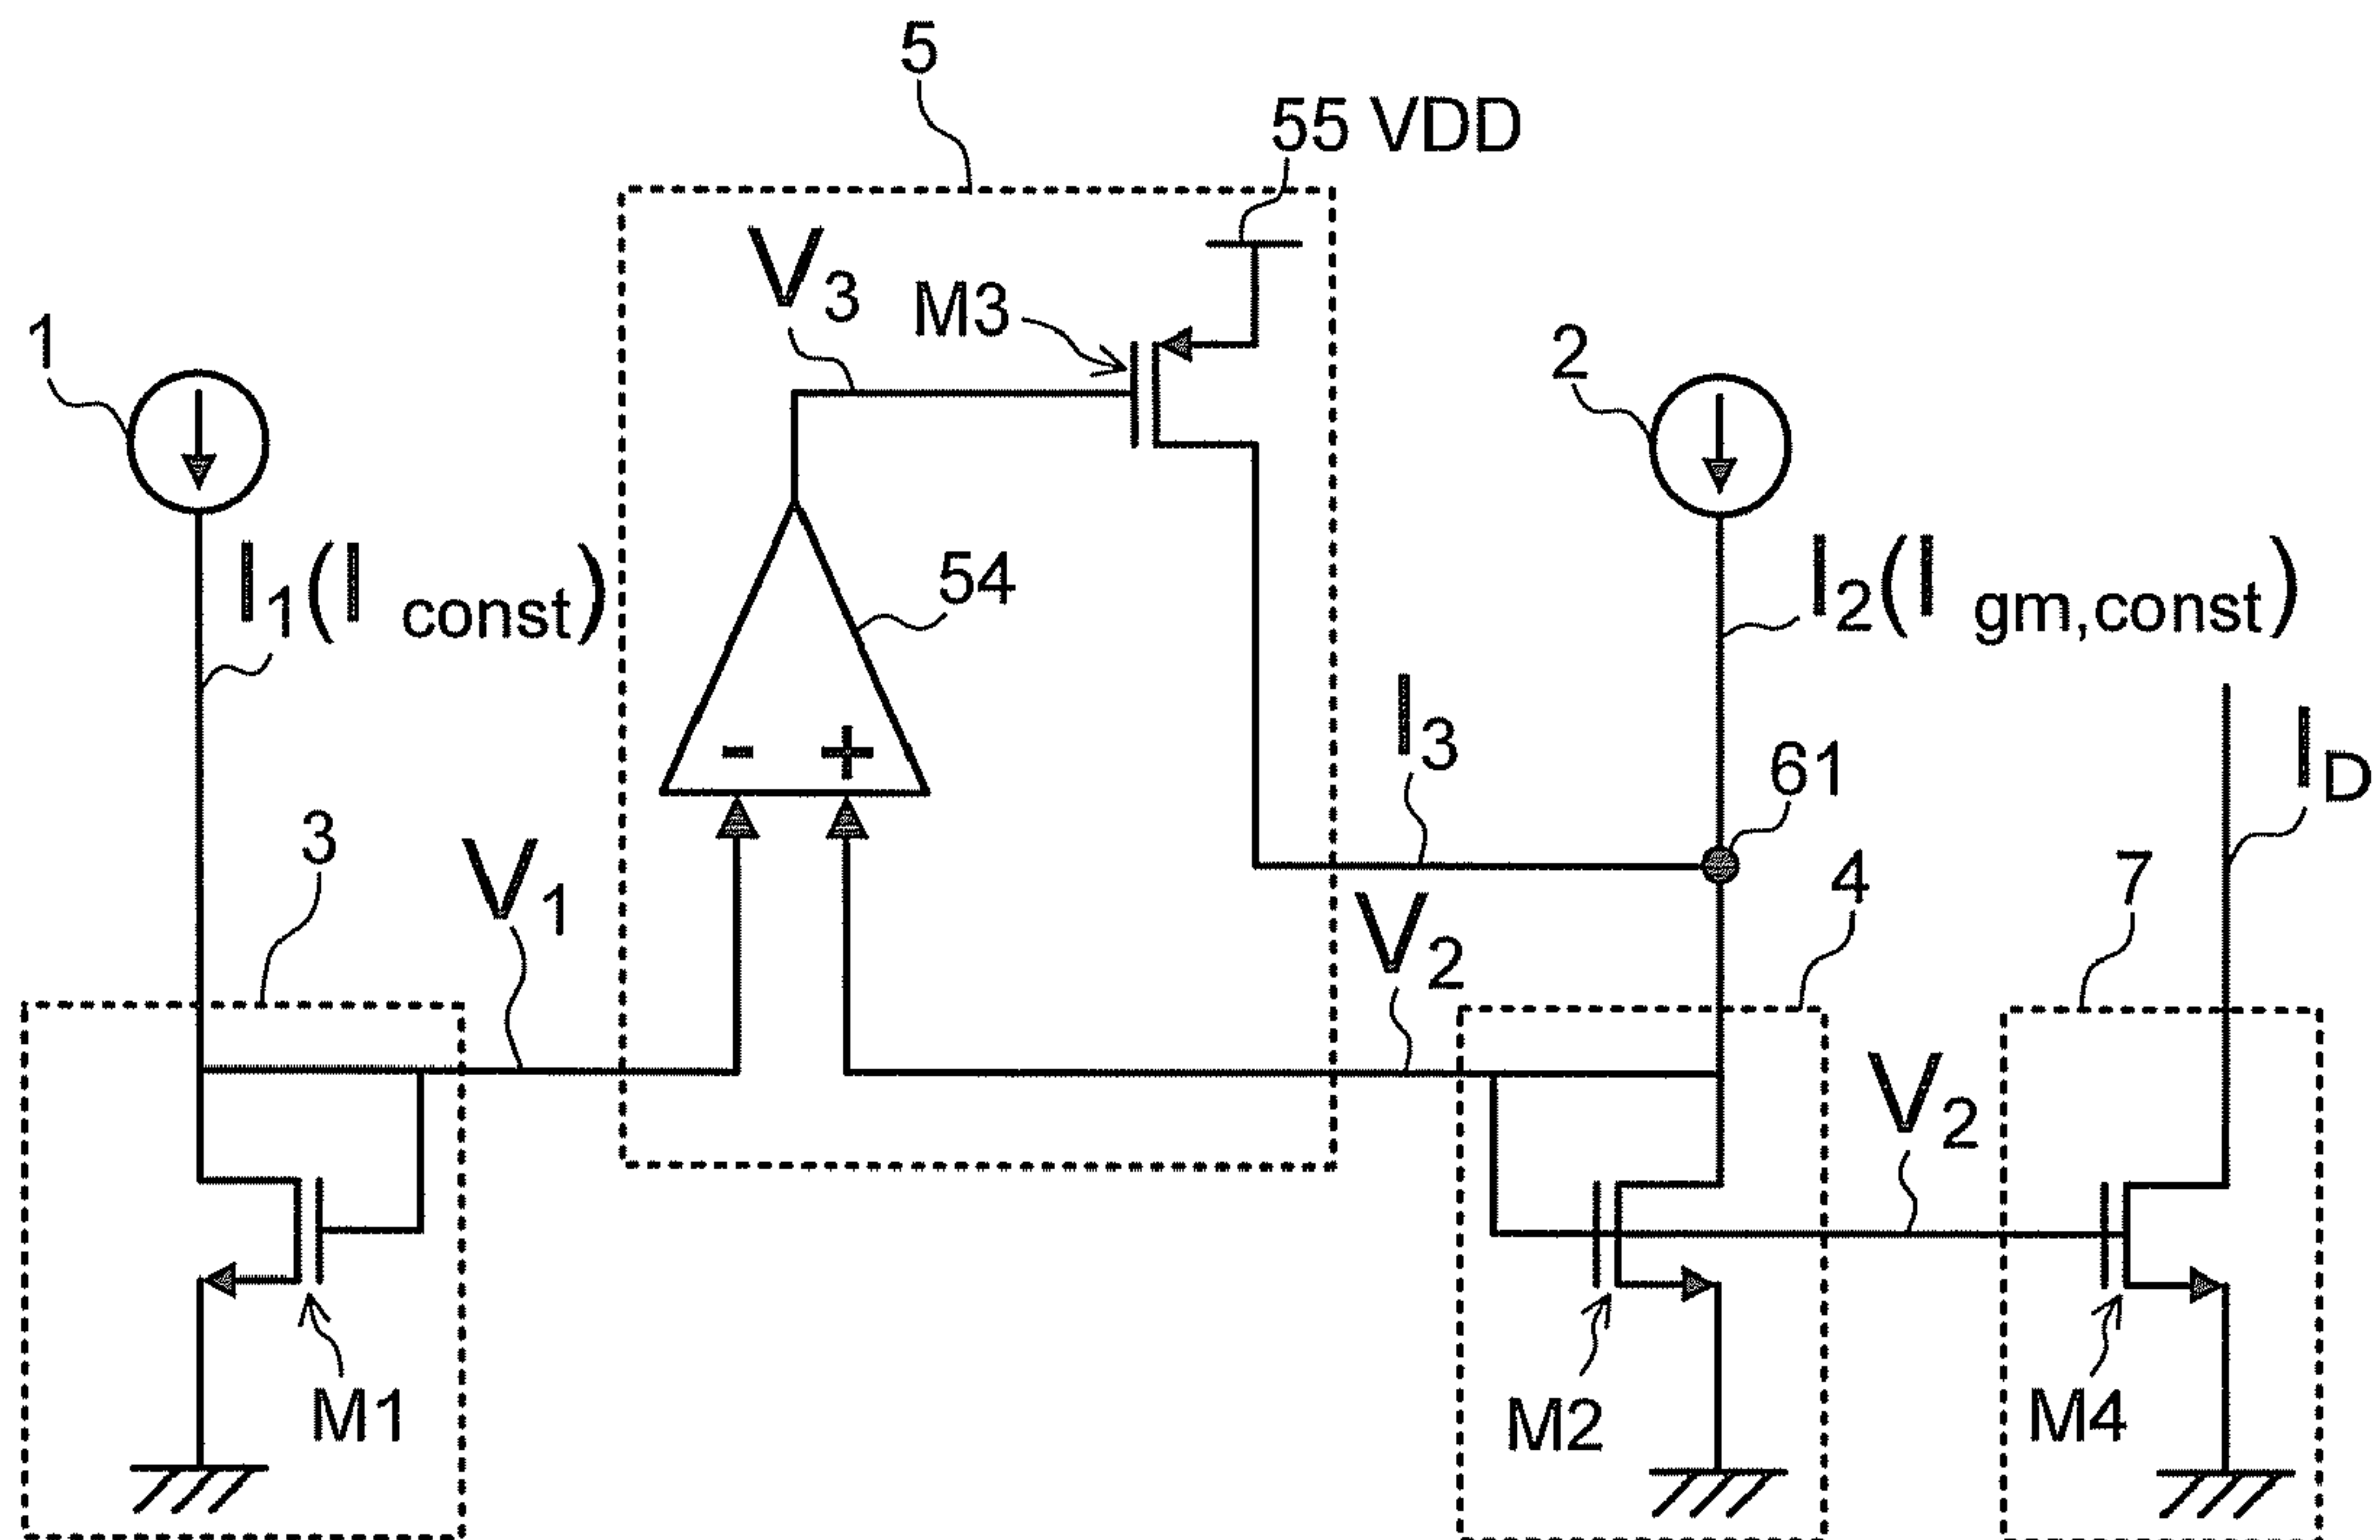 5
55 VDD
V3
M3
1
2
I1(I const)
54
I2(I gm,const)
I3
61
ID
3
V1
- +
V2
4
7
V2
M1
M2
M4